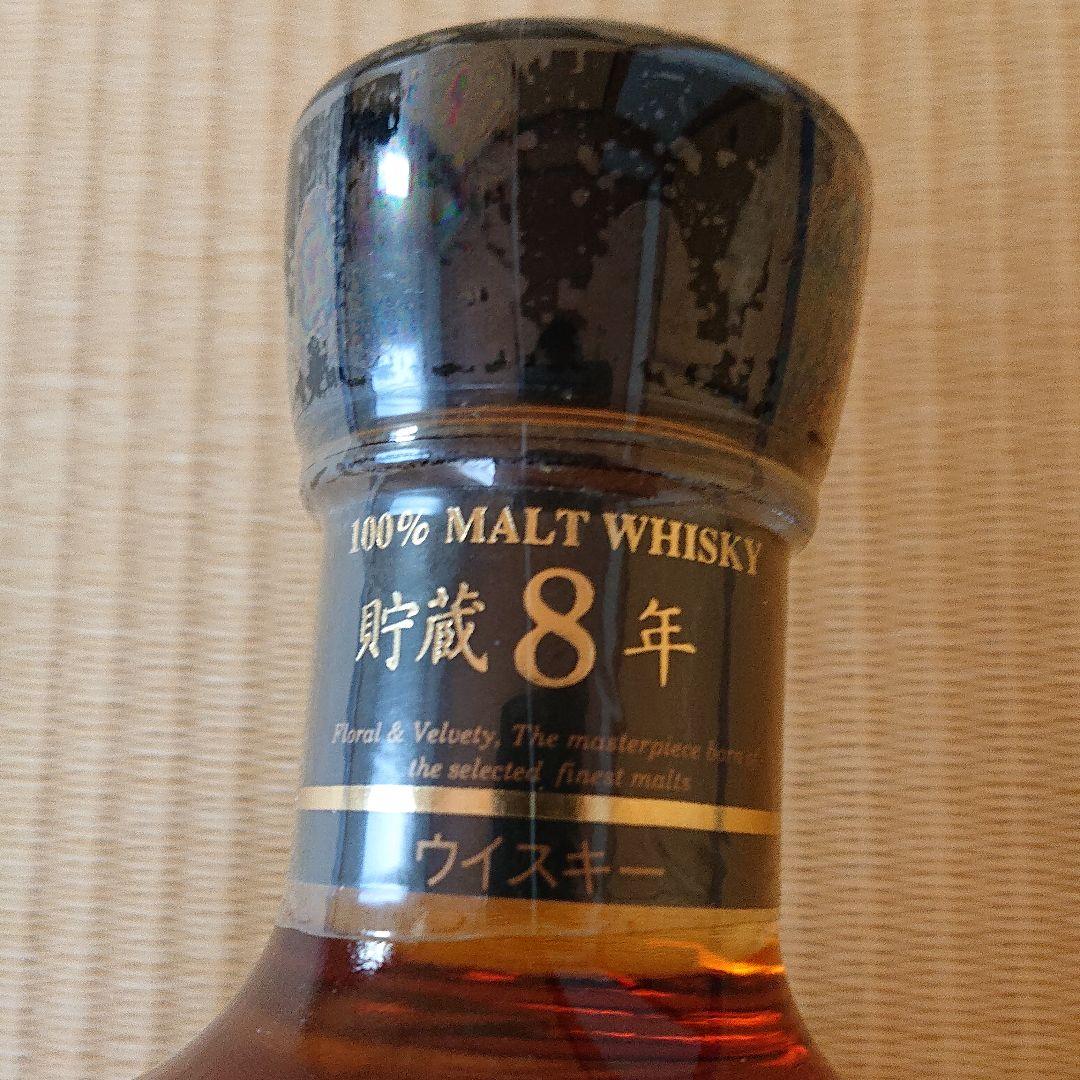 100% MALT WHISKY
貯蔵8年
Floral & Velvety, The masterpiece born of
the selected finest malts
ウイスキー